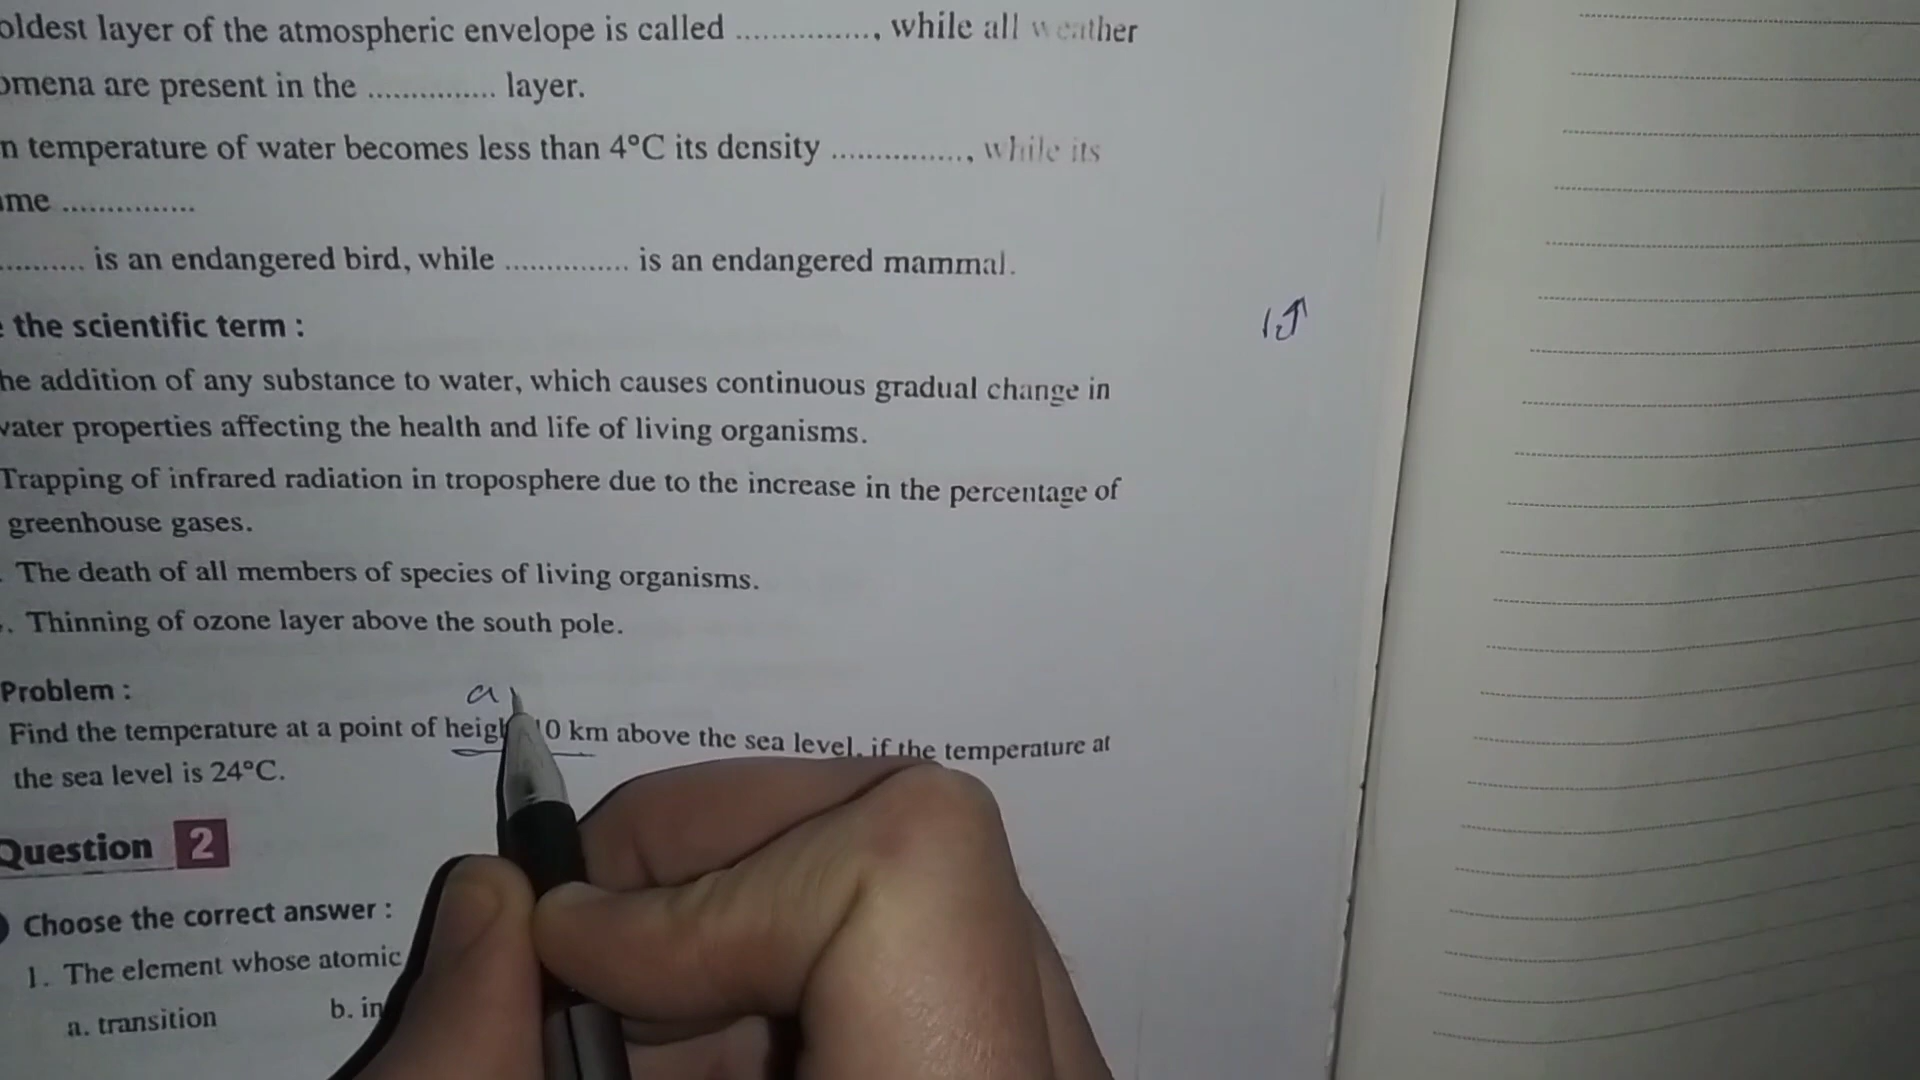 oldest layer of the atmospheric envelope is called ..............., while all weather
omena are present in the ............... layer.
n temperature of water becomes less than 4°C its density ..............., while its
me ...............
.......... is an endangered bird, while ............... is an endangered mammal.
the scientific term :
he addition of any substance to water, which causes continuous gradual change in
vater properties affecting the health and life of living organisms.
Trapping of infrared radiation in troposphere due to the increase in the percentage of
greenhouse gases.
. The death of all members of species of living organisms.
. Thinning of ozone layer above the south pole.
Problem :
a
Find the temperature at a point of heigh 10 km above the sea level, if the temperature at
the sea level is 24°C.
Question 2
Choose the correct answer :
1. The element whose atomic
a. transition b. in